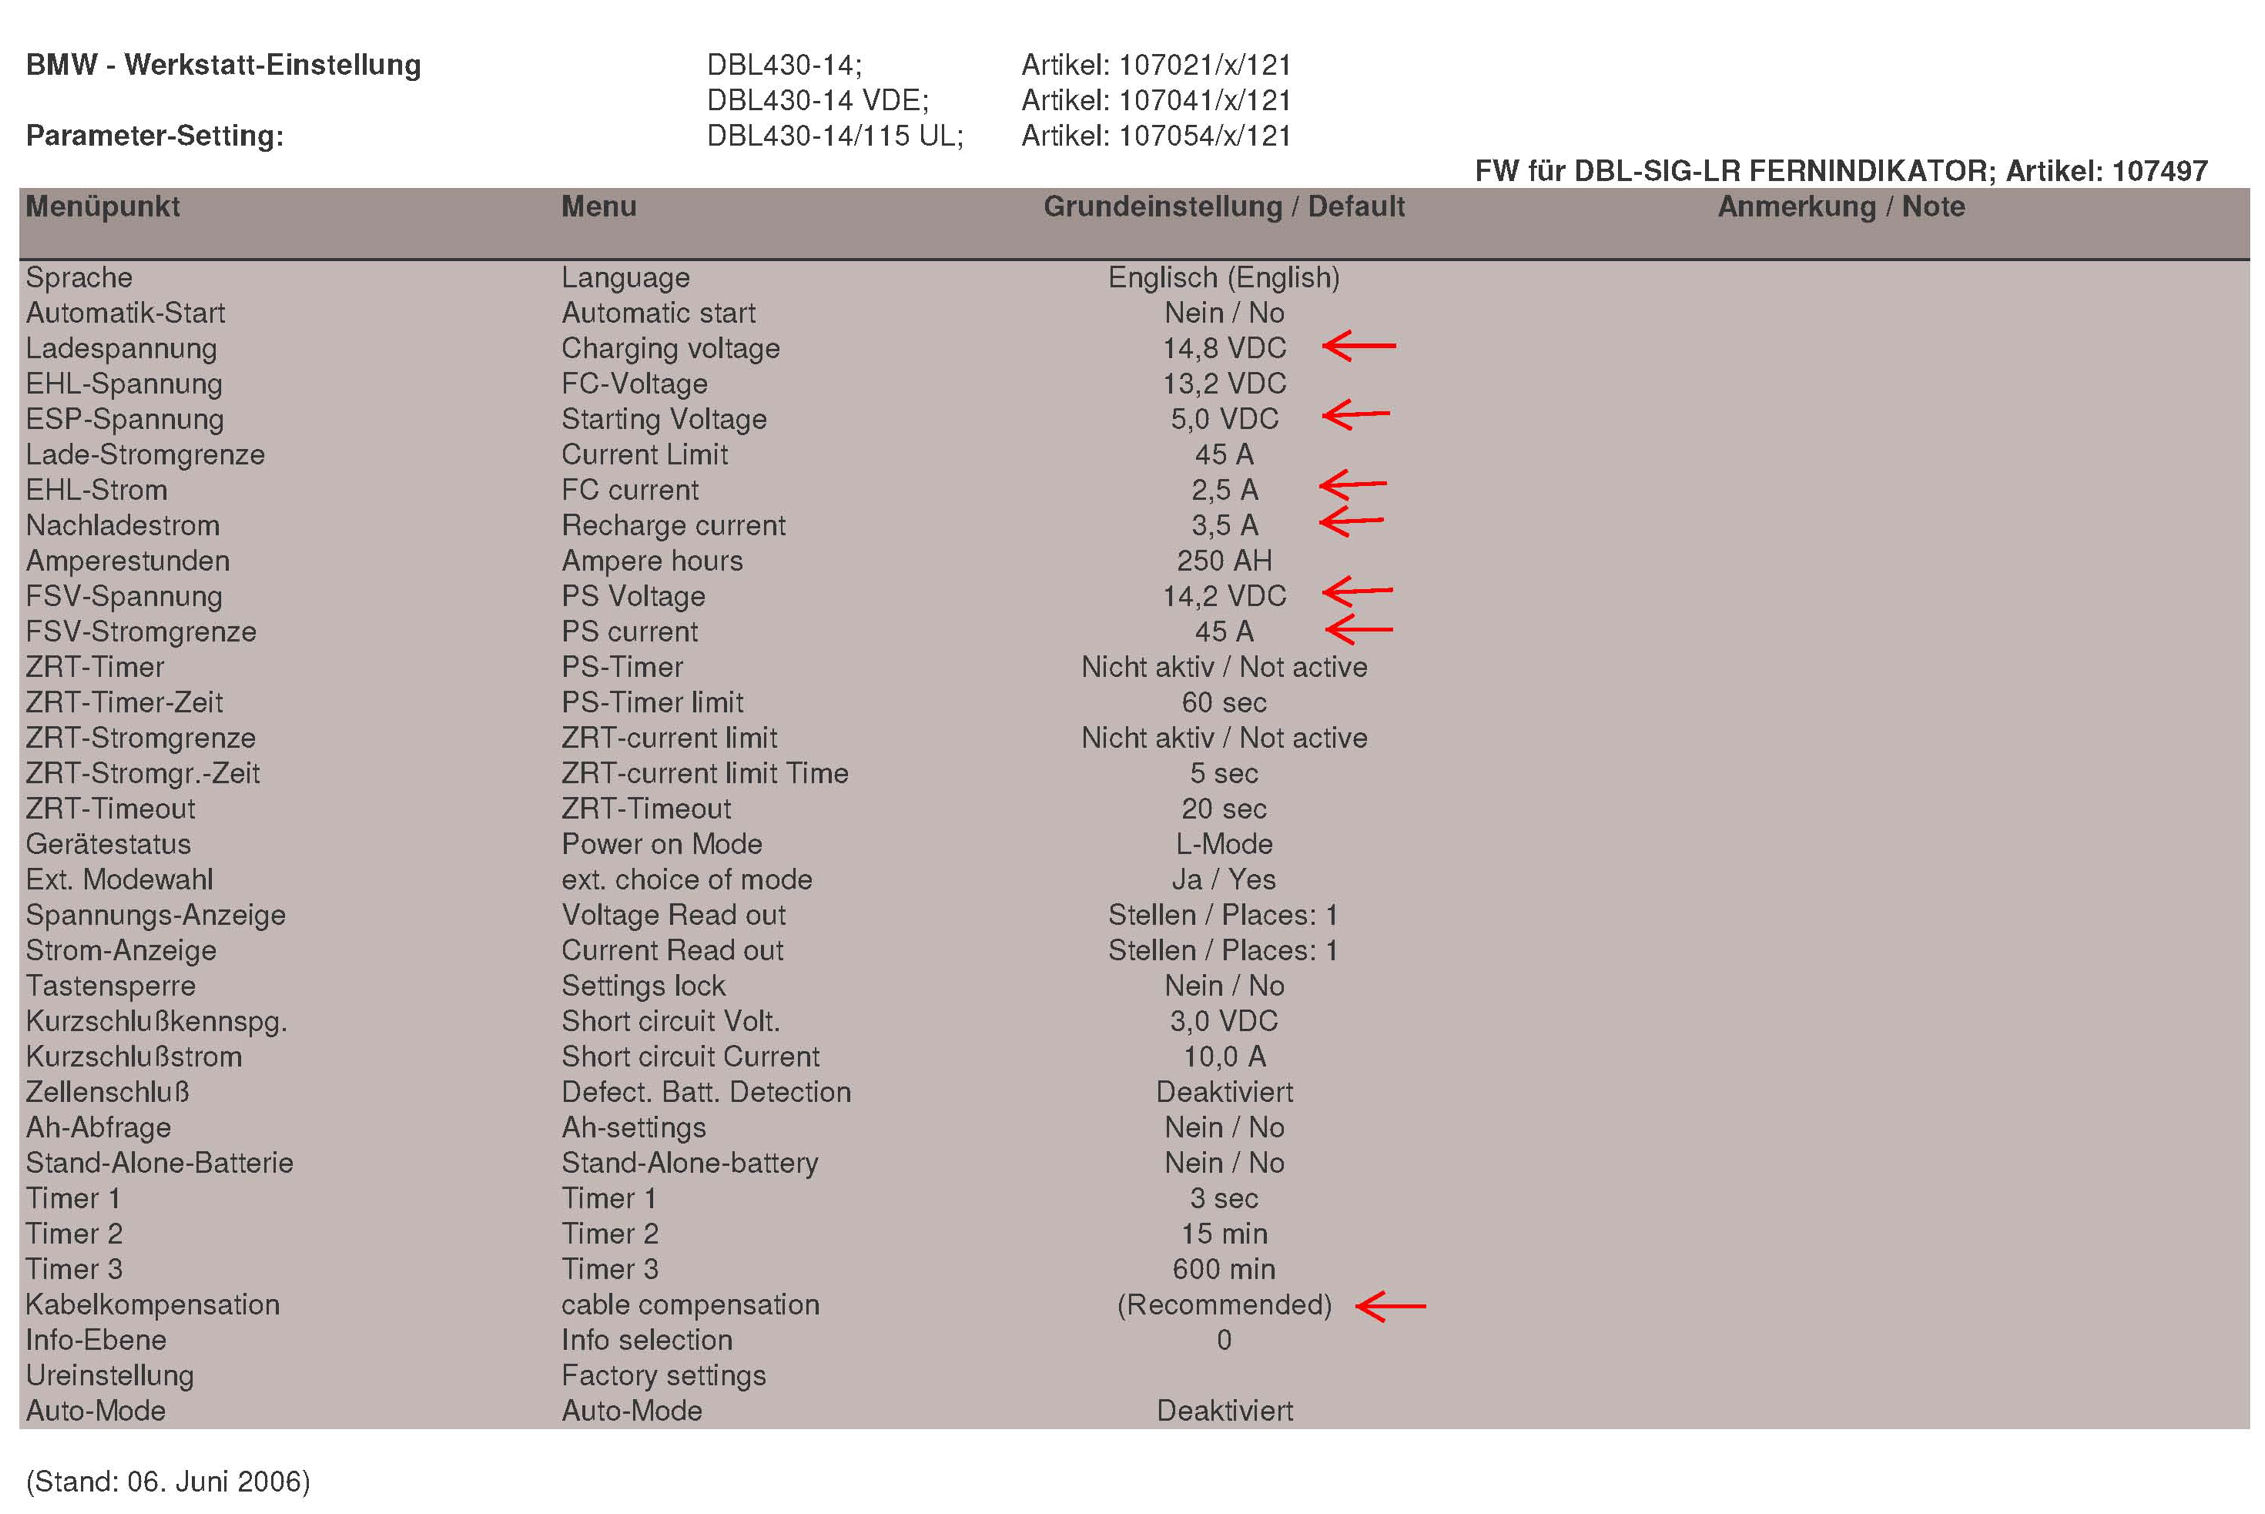 BMW - Werkstatt-Einstellung DBL430-14; Artikel: 107021/x/121
DBL430-14 VDE; Artikel: 107041/x/121
Parameter-Setting: DBL430-14/115 UL; Artikel: 107054/x/121
FW für DBL-SIG-LR FERNINDIKATOR; Artikel: 107497
Menüpunkt Menu Grundeinstellung / Default Anmerkung / Note
Sprache Language Englisch (English)
Automatik-Start Automatic start Nein / No
Ladespannung Charging voltage 14,8 VDC
EHL-Spannung FC-Voltage 13,2 VDC
ESP-Spannung Starting Voltage 5,0 VDC
Lade-Stromgrenze Current Limit 45 A
EHL-Strom FC current 2,5 A
Nachladestrom Recharge current 3,5 A
Amperestunden Ampere hours 250 AH
FSV-Spannung PS Voltage 14,2 VDC
FSV-Stromgrenze PS current 45 A
ZRT-Timer PS-Timer Nicht aktiv / Not active
ZRT-Timer-Zeit PS-Timer limit 60 sec
ZRT-Stromgrenze ZRT-current limit Nicht aktiv / Not active
ZRT-Stromgr.-Zeit ZRT-current limit Time 5 sec
ZRT-Timeout ZRT-Timeout 20 sec
Gerätestatus Power on Mode L-Mode
Ext. Modewahl ext. choice of mode Ja / Yes
Spannungs-Anzeige Voltage Read out Stellen / Places: 1
Strom-Anzeige Current Read out Stellen / Places: 1
Tastensperre Settings lock Nein / No
Kurzschlußkennspg. Short circuit Volt. 3,0 VDC
Kurzschlußstrom Short circuit Current 10,0 A
Zellenschluß Defect. Batt. Detection Deaktiviert
Ah-Abfrage Ah-settings Nein / No
Stand-Alone-Batterie Stand-Alone-battery Nein / No
Timer 1 Timer 1 3 sec
Timer 2 Timer 2 15 min
Timer 3 Timer 3 600 min
Kabelkompensation cable compensation (Recommended)
Info-Ebene Info selection 0
Ureinstellung Factory settings
Auto-Mode Auto-Mode Deaktiviert
(Stand: 06. Juni 2006)